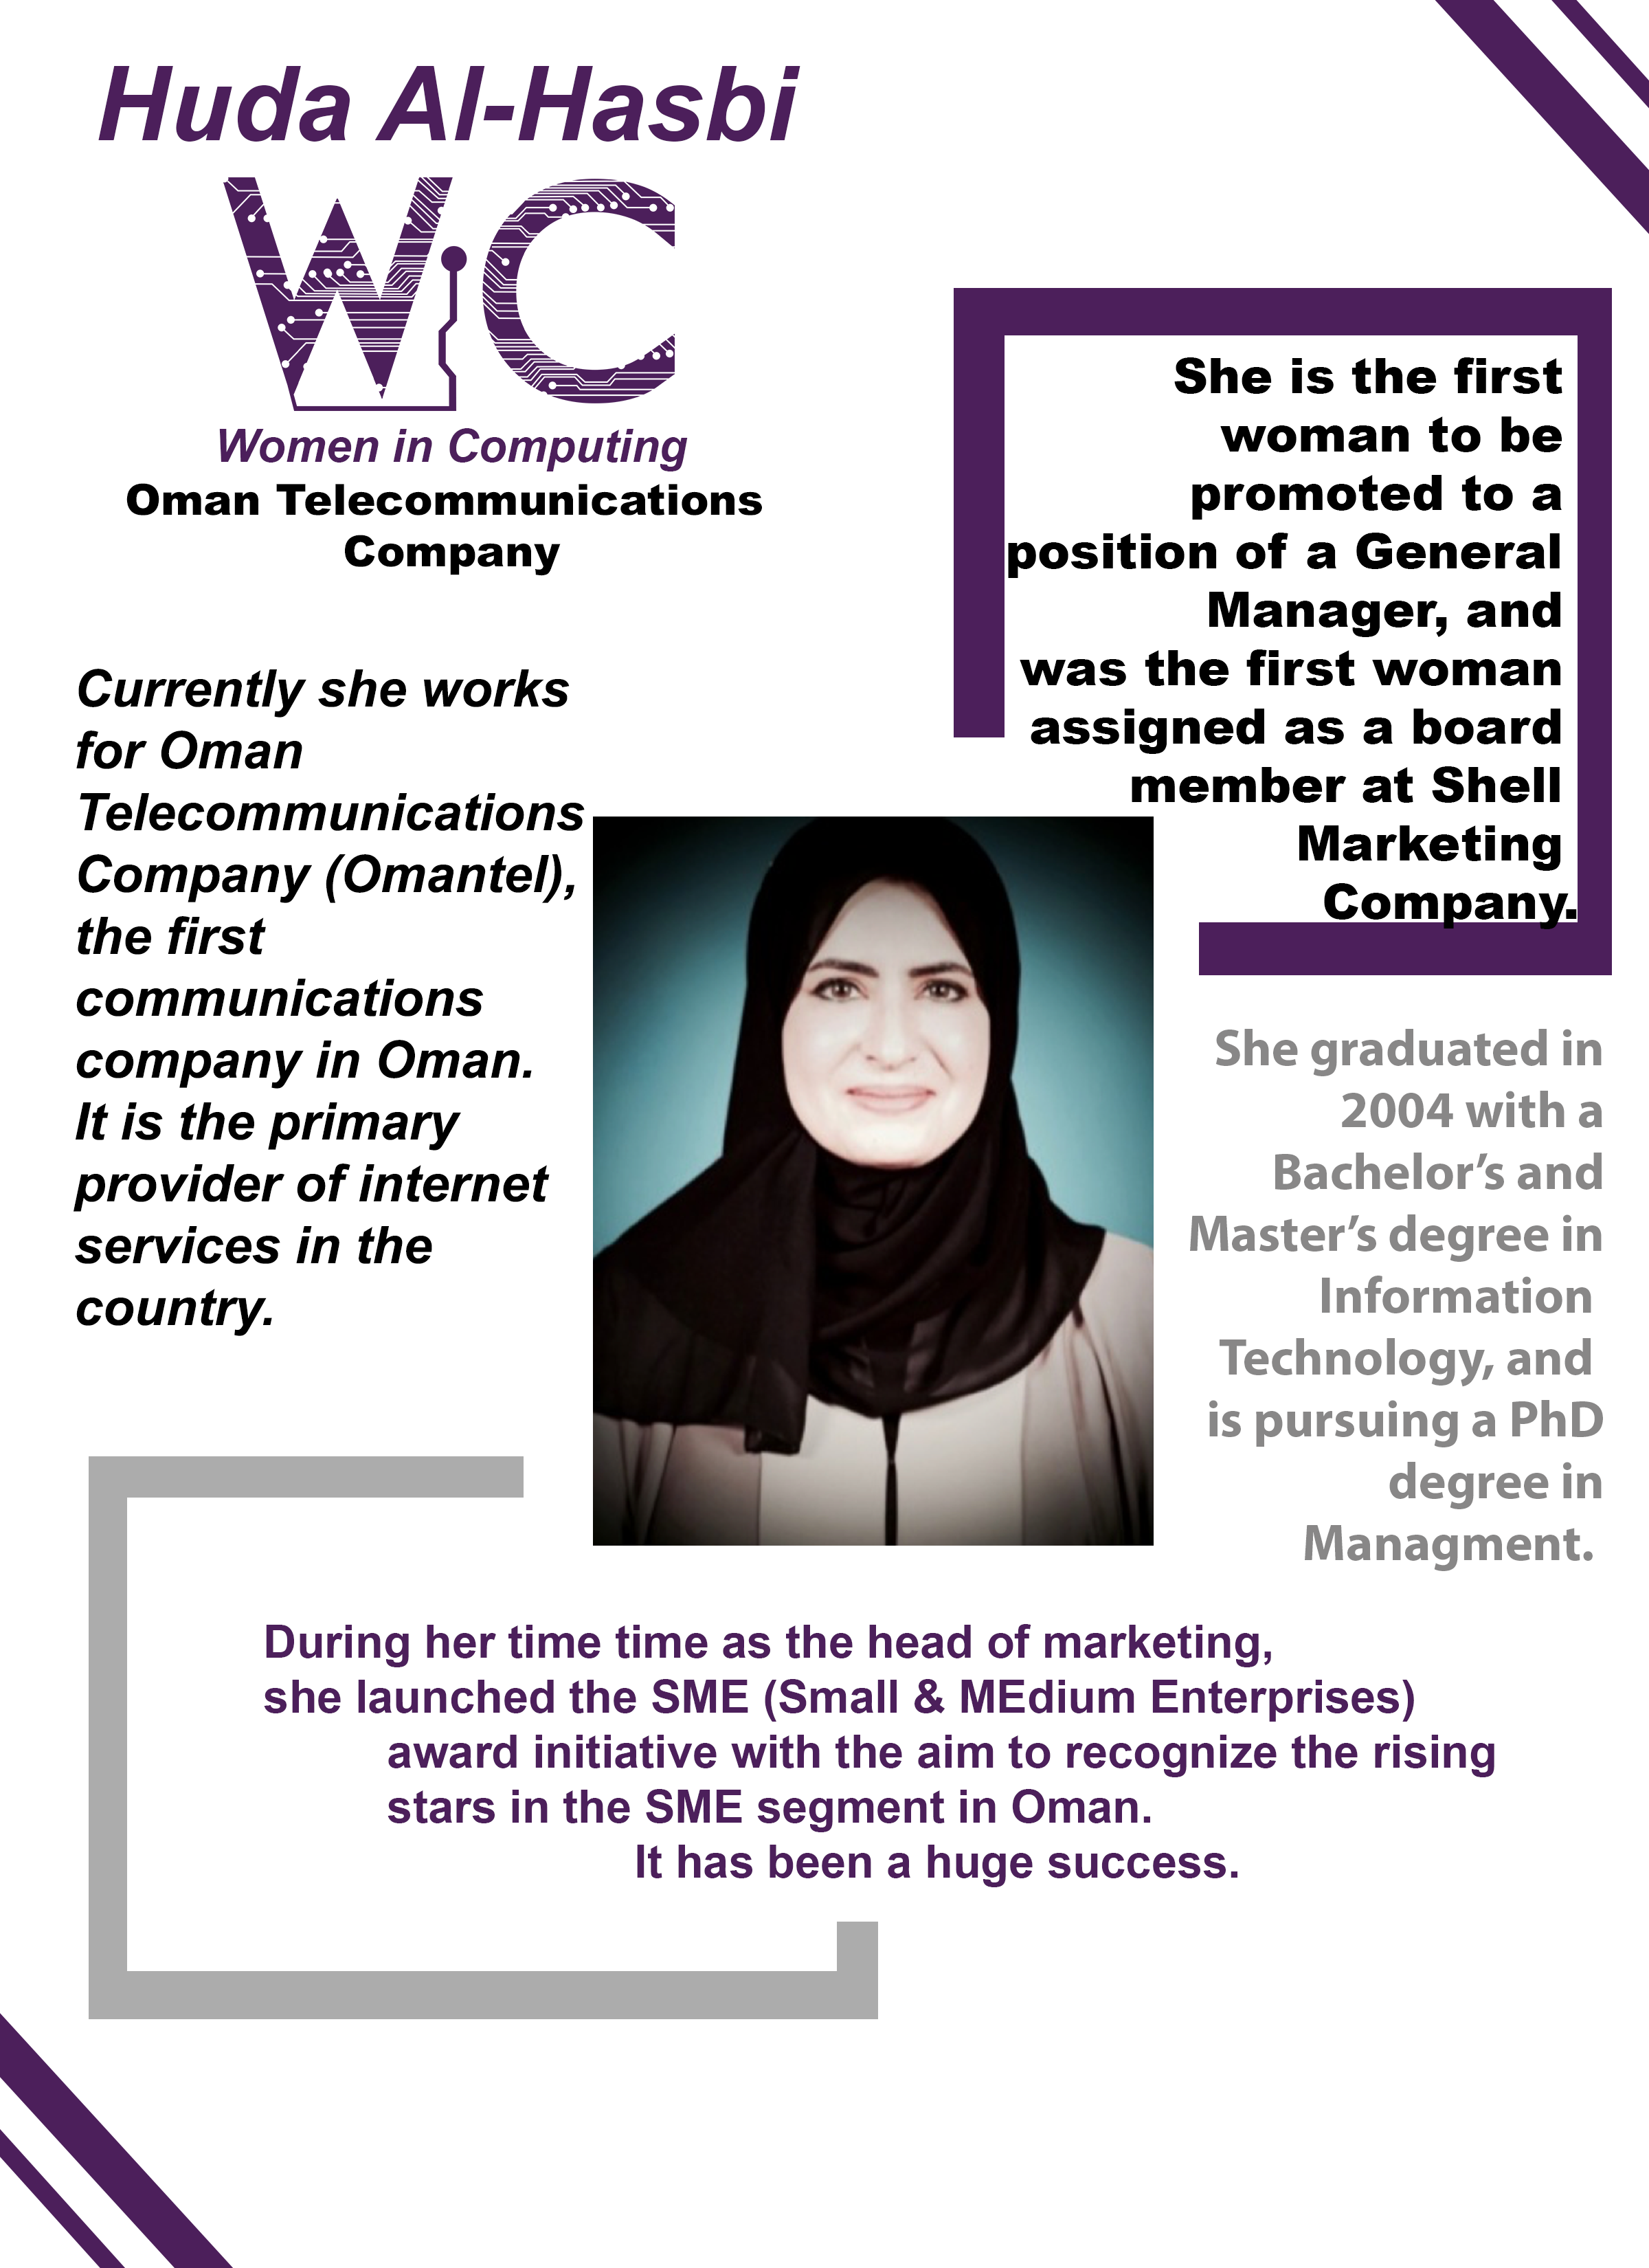 Huda Al-Hasbi
WiC
Women in Computing
Oman Telecommunications
Company
She is the first
woman to be
promoted to a
position of a General
Manager, and
was the first woman
assigned as a board
member at Shell
Marketing
Company.
Currently she works
for Oman
Telecommunications
Company (Omantel),
the first
communications
company in Oman.
It is the primary
provider of internet
services in the
country.
She graduated in
2004 with a
Bachelor’s and
Master’s degree in
Information
Technology, and
is pursuing a PhD
degree in
Managment.
During her time time as the head of marketing,
she launched the SME (Small & MEdium Enterprises)
award initiative with the aim to recognize the rising
stars in the SME segment in Oman.
It has been a huge success.